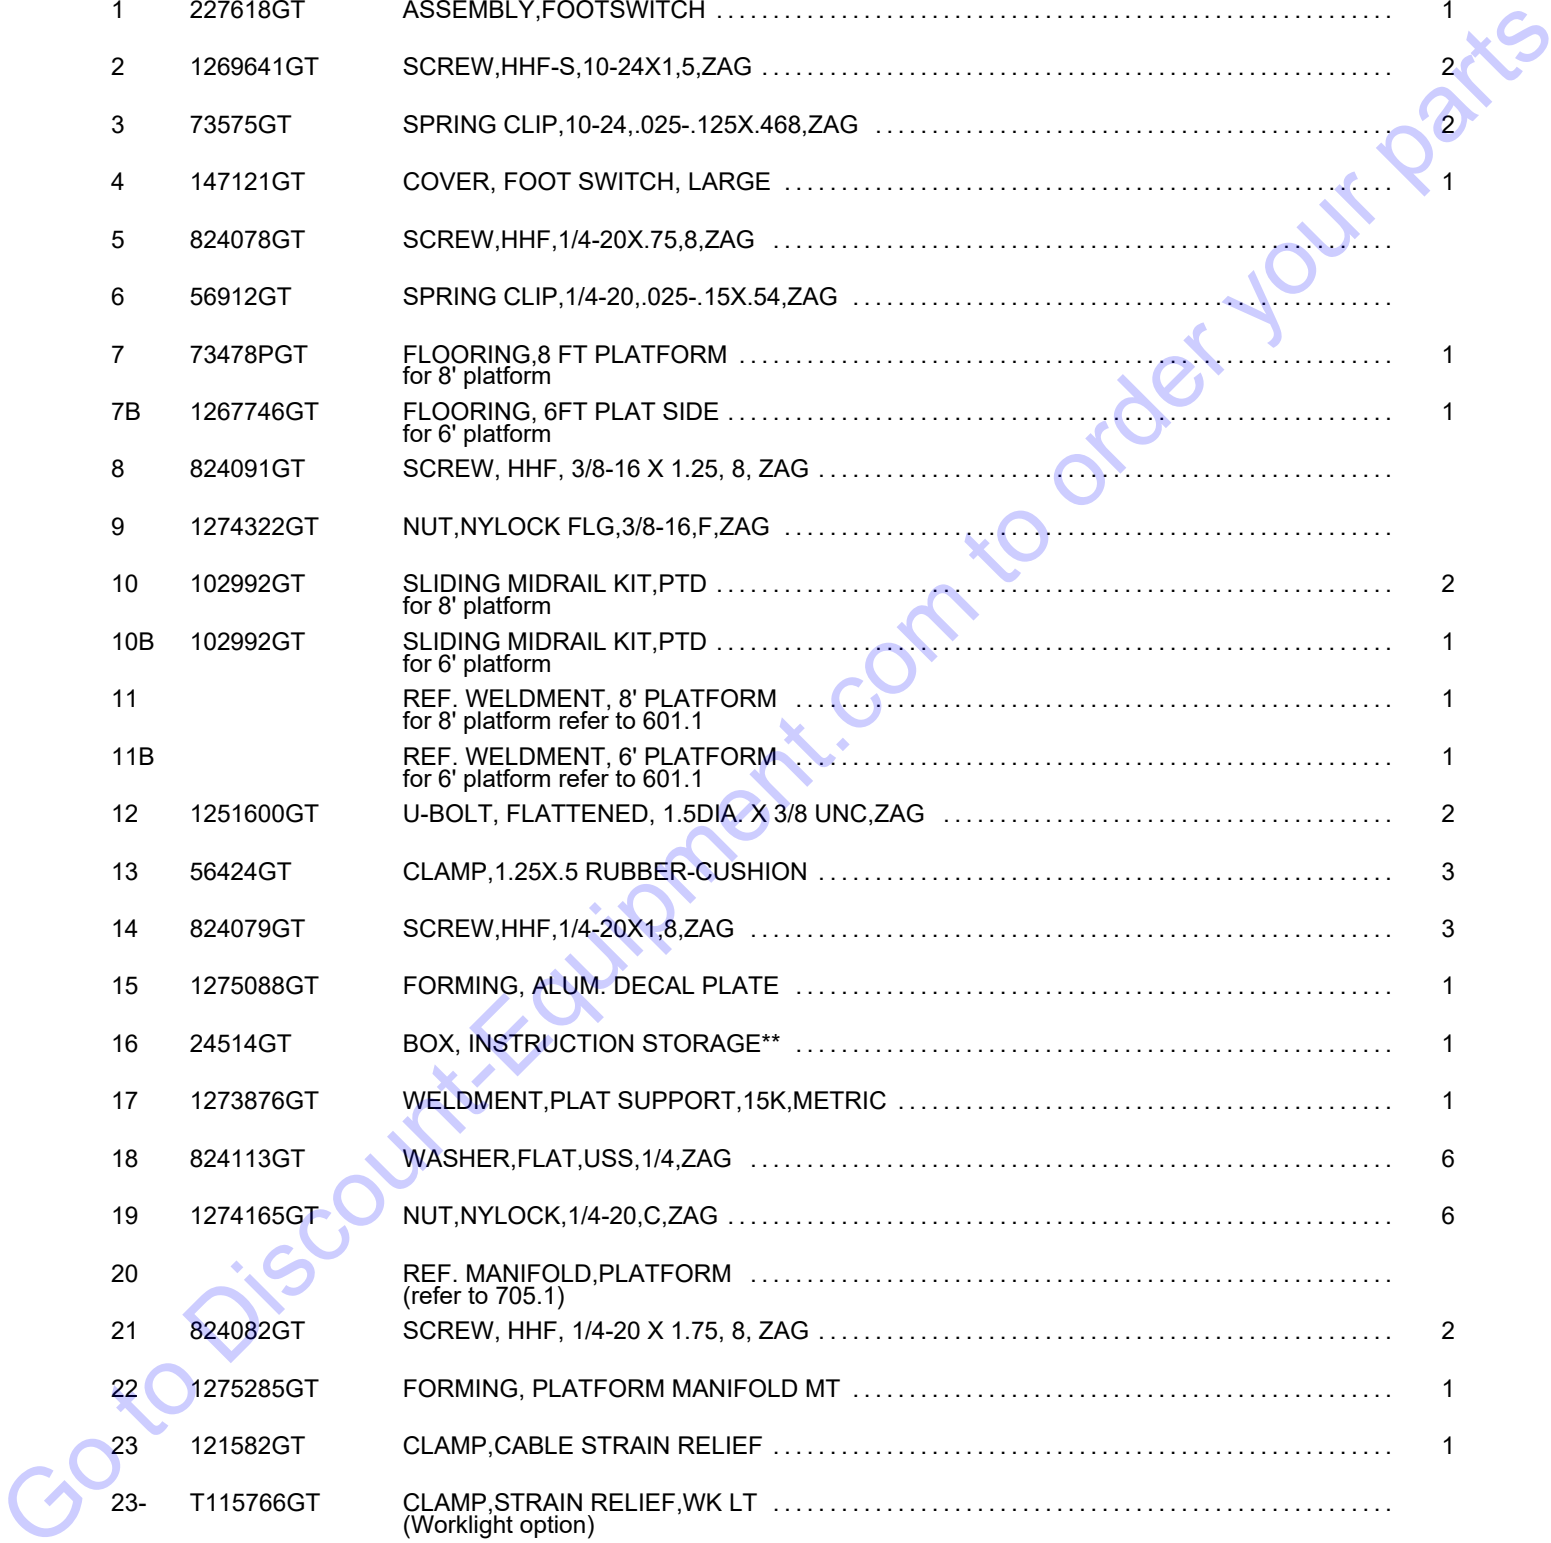 1 227618GT ASSEMBLY,FOOTSWITCH 1
2 1269641GT SCREW,HHF-S,10-24X1,5,ZAG 2
3 73575GT SPRING CLIP,10-24,.025-.125X.468,ZAG 2
4 147121GT COVER, FOOT SWITCH, LARGE 1
5 824078GT SCREW,HHF,1/4-20X.75,8,ZAG
6 56912GT SPRING CLIP,1/4-20,.025-.15X.54,ZAG
7 73478PGT FLOORING,8 FT PLATFORM 1
for 8' platform
7B 1267746GT FLOORING, 6FT PLAT SIDE 1
for 6' platform
8 824091GT SCREW, HHF, 3/8-16 X 1.25, 8, ZAG
9 1274322GT NUT,NYLOCK FLG,3/8-16,F,ZAG
10 102992GT SLIDING MIDRAIL KIT,PTD 2
for 8' platform
10B 102992GT SLIDING MIDRAIL KIT,PTD 1
for 6' platform
11 REF. WELDMENT, 8' PLATFORM 1
for 8' platform refer to 601.1
11B REF. WELDMENT, 6' PLATFORM 1
for 6' platform refer to 601.1
12 1251600GT U-BOLT, FLATTENED, 1.5DIA. X 3/8 UNC,ZAG 2
13 56424GT CLAMP,1.25X.5 RUBBER-CUSHION 3
14 824079GT SCREW,HHF,1/4-20X1,8,ZAG 3
15 1275088GT FORMING, ALUM. DECAL PLATE 1
16 24514GT BOX, INSTRUCTION STORAGE** 1
17 1273876GT WELDMENT,PLAT SUPPORT,15K,METRIC 1
18 824113GT WASHER,FLAT,USS,1/4,ZAG 6
19 1274165GT NUT,NYLOCK,1/4-20,C,ZAG 6
20 REF. MANIFOLD,PLATFORM
(refer to 705.1)
21 824082GT SCREW, HHF, 1/4-20 X 1.75, 8, ZAG 2
22 1275285GT FORMING, PLATFORM MANIFOLD MT 1
23 121582GT CLAMP,CABLE STRAIN RELIEF 1
23- T115766GT CLAMP,STRAIN RELIEF,WK LT
(Worklight option)
Go to Discount-Equipment.com to order your parts